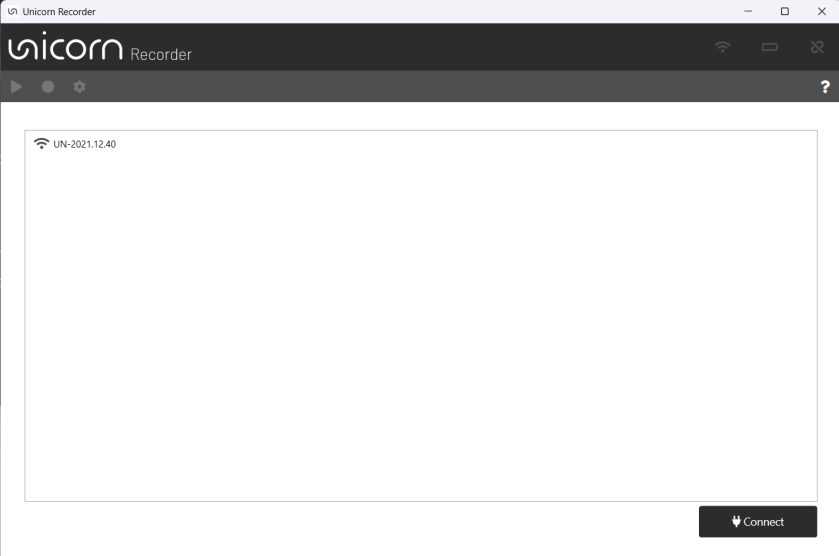 Unicorn Recorder
unicorn Recorder
?
UN-2021.12.40
Connect